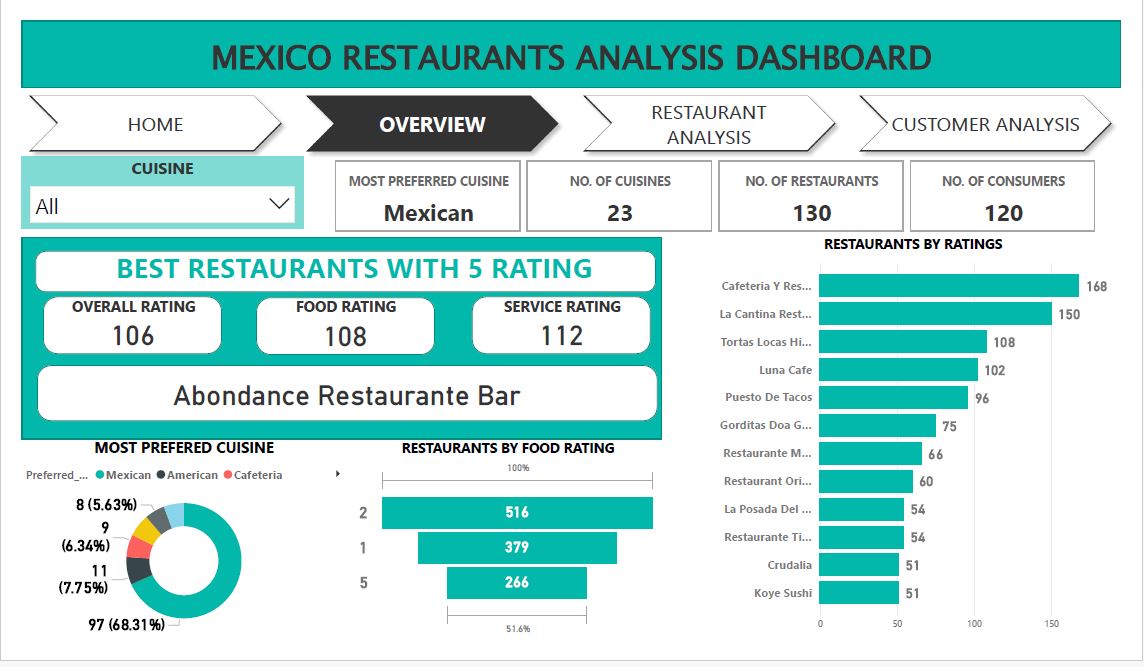 MEXICO RESTAURANTS ANALYSIS DASHBOARD
HOME
OVERVIEW
RESTAURANT
ANALYSIS
CUSTOMER ANALYSIS
CUISINE
All
MOST PREFERRED CUISINE
Mexican
NO. OF CUISINES
23
NO. OF RESTAURANTS
130
NO. OF CONSUMERS
120
BEST RESTAURANTS WITH 5 RATING
OVERALL RATING
106
FOOD RATING
108
SERVICE RATING
112
Abondance Restaurante Bar
MOST PREFERED CUISINE
Preferred_... Mexican American Cafeteria
8 (5.63%)
9
(6.34%)
11
(7.75%)
97 (68.31%)
RESTAURANTS BY FOOD RATING
100%
2 516
1 379
5 266
51.6%
RESTAURANTS BY RATINGS
Cafeteria Y Res... 168
La Cantina Rest... 150
Tortas Locas Hi... 108
Luna Cafe 102
Puesto De Tacos 96
Gorditas Doa G... 75
Restaurante M... 66
Restaurant Ori... 60
La Posada Del ... 54
Restaurante Ti... 54
Crudalia 51
Koye Sushi 51
0 50 100 150